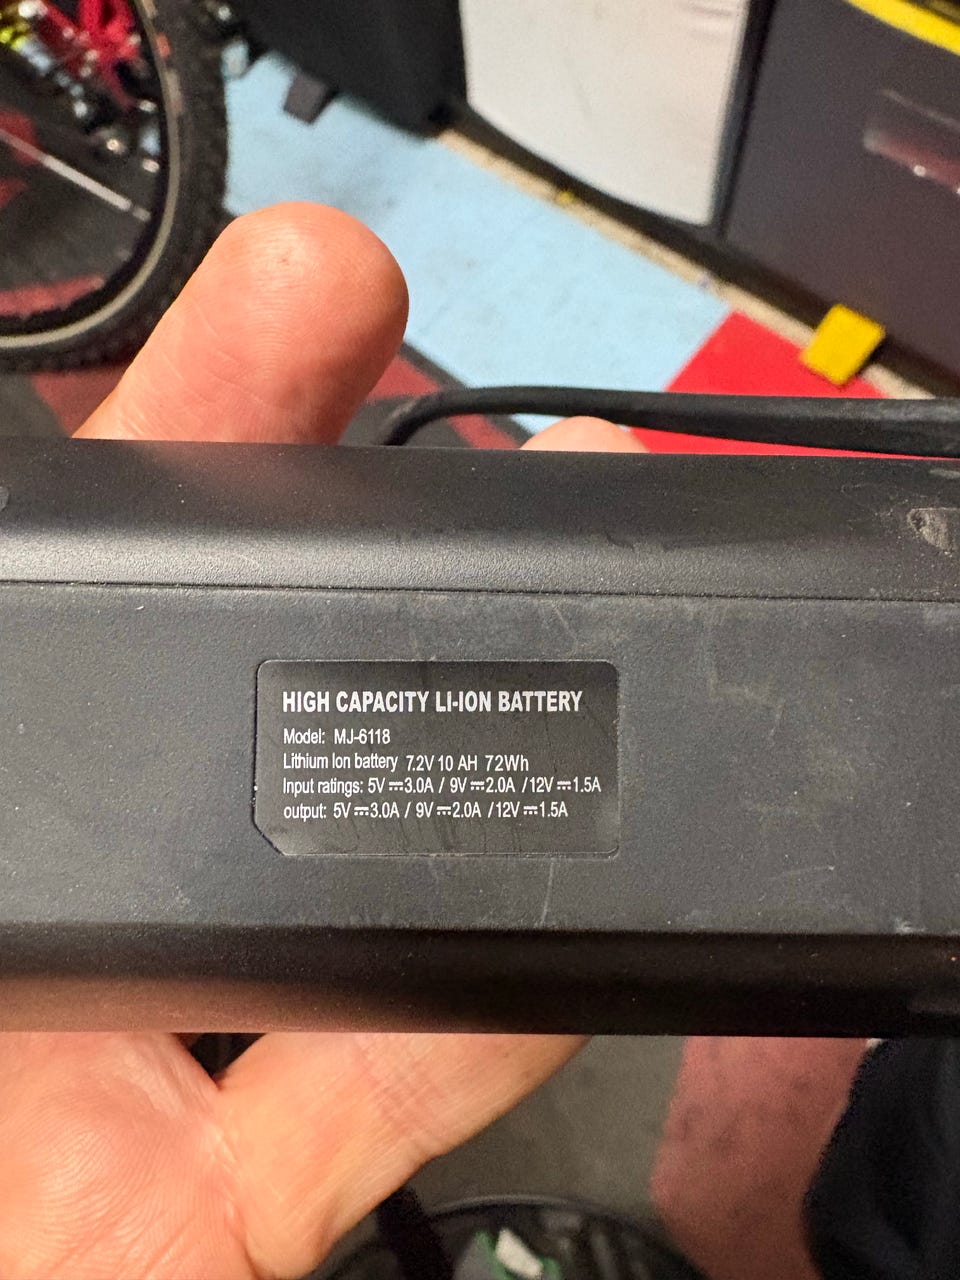 HIGH CAPACITY LI-ION BATTERY
Model: MJ-6118
Lithium Ion battery 7.2V 10 AH 72Wh
Input ratings: 5V⎓3.0A / 9V⎓2.0A /12V⎓1.5A
output: 5V⎓3.0A / 9V⎓2.0A /12V⎓1.5A